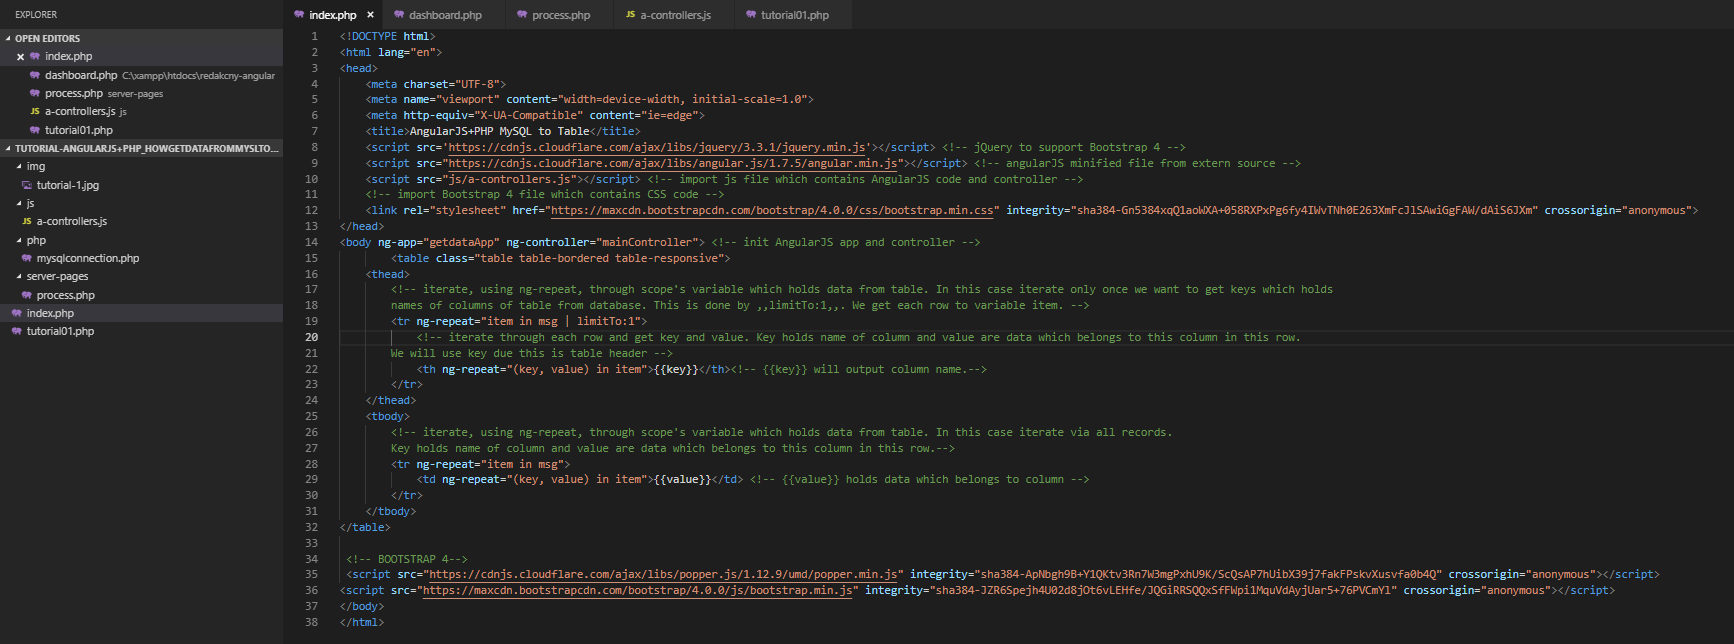 EXPLORER
OPEN EDITORS
index.php
dashboard.php C:\xampp\htdocs\redakcny-angular
process.php server-pages
a-controllers.js js
tutorial01.php
TUTORIAL-ANGULARJS+PHP_HOWGETDATAFROMMYSLTO...
img
tutorial-1.jpg
js
JS a-controllers.js
php
mysqlconnection.php
server-pages
process.php
index.php
tutorial01.php
index.php dashboard.php process.php JS a-controllers.js tutorial01.php
1 <!DOCTYPE html>
2 <html lang="en">
3 <head>
4 <meta charset="UTF-8">
5 <meta name="viewport" content="width=device-width, initial-scale=1.0">
6 <meta http-equiv="X-UA-Compatible" content="ie=edge">
7 <title>AngularJS+PHP MySQL to Table</title>
8 <script src='https://cdnjs.cloudflare.com/ajax/libs/jquery/3.3.1/jquery.min.js'></script> <!-- jQuery to support Bootstrap 4 -->
9 <script src="https://cdnjs.cloudflare.com/ajax/libs/angular.js/1.7.5/angular.min.js"></script> <!-- angularJS minified file from extern source -->
10 <script src="js/a-controllers.js"></script> <!-- import js file which contains AngularJS code and controller -->
11 <!-- import Bootstrap 4 file which contains CSS code -->
12 <link rel="stylesheet" href="https://maxcdn.bootstrapcdn.com/bootstrap/4.0.0/css/bootstrap.min.css" integrity="sha384-Gn5384xqQ1aoWXA+058RXPxPg6fy4IWvTNh0E263XmFcJlSAwiGgFAW/dAiS6JXm" crossorigin="anonymous">
13 </head>
14 <body ng-app="getdataApp" ng-controller="mainController"> <!-- init AngularJS app and controller -->
15 <table class="table table-bordered table-responsive">
16 <thead>
17 <!-- iterate, using ng-repeat, through scope's variable which holds data from table. In this case iterate only once we want to get keys which holds
18 names of columns of table from database. This is done by ,,limitTo:1,,. We get each row to variable item. -->
19 <tr ng-repeat="item in msg | limitTo:1">
20 <!-- iterate through each row and get key and value. Key holds name of column and value are data which belongs to this column in this row.
21 We will use key due this is table header -->
22 <th ng-repeat="(key, value) in item">{{key}}</th><!-- {{key}} will output column name.-->
23 </tr>
24 </thead>
25 <tbody>
26 <!-- iterate, using ng-repeat, through scope's variable which holds data from table. In this case iterate via all records.
27 Key holds name of column and value are data which belongs to this column in this row.-->
28 <tr ng-repeat="item in msg">
29 <td ng-repeat="(key, value) in item">{{value}}</td> <!-- {{value}} holds data which belongs to column -->
30 </tr>
31 </tbody>
32 </table>
33
34 <!-- BOOTSTRAP 4-->
35 <script src="https://cdnjs.cloudflare.com/ajax/libs/popper.js/1.12.9/umd/popper.min.js" integrity="sha384-ApNbgh9B+Y1QKtv3Rn7W3mgPxhU9K/ScQsAP7hUibX39j7fakFPskvXusvfa0b4Q" crossorigin="anonymous"></script>
36 <script src="https://maxcdn.bootstrapcdn.com/bootstrap/4.0.0/js/bootstrap.min.js" integrity="sha384-JZR6Spejh4U02d8jOt6vLEHfe/JQGiRRSQQxSfFWpi1MquVdAyjUar5+76PVCmYl" crossorigin="anonymous"></script>
37 </body>
38 </html>